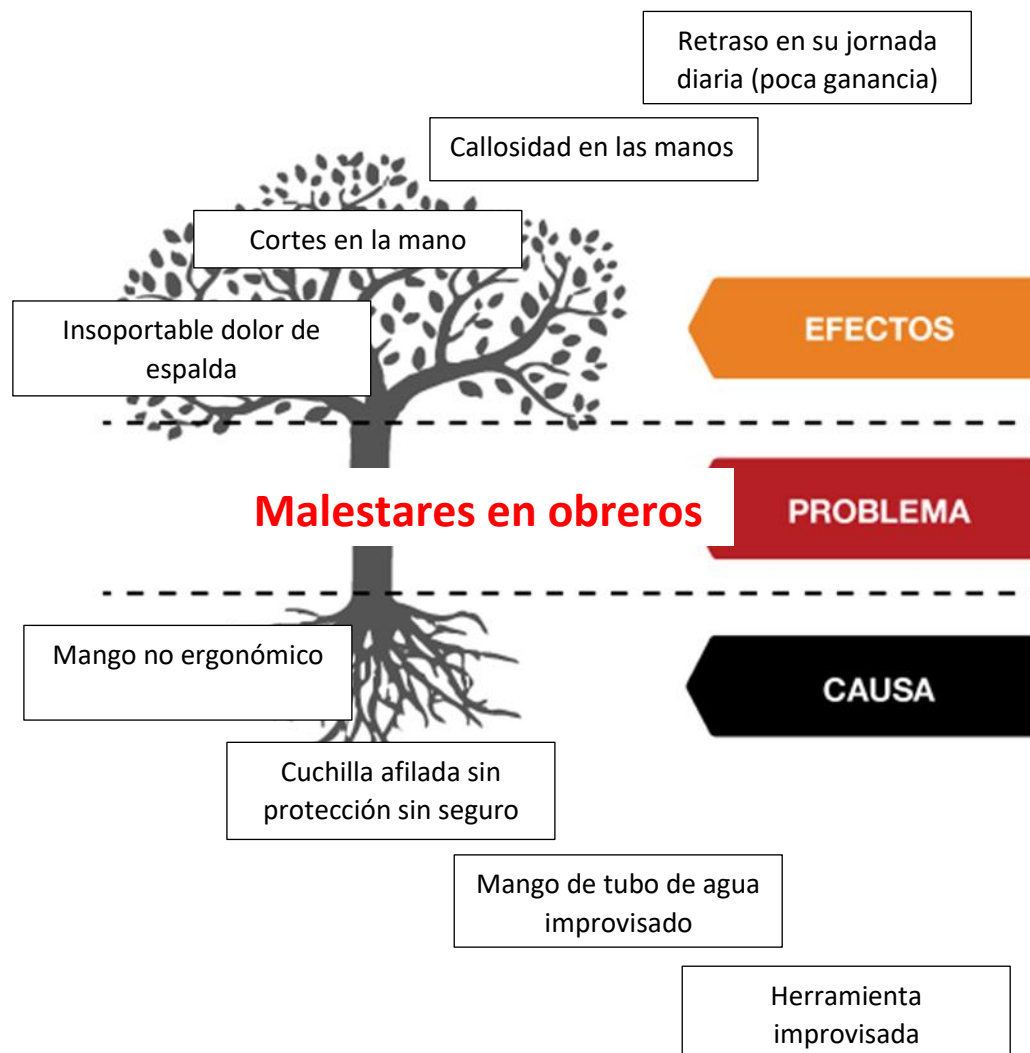 Retraso en su jornada
diaria (poca ganancia)
Callosidad en las manos
Cortes en la mano
Insoportable dolor de
espalda
EFECTOS
Malestares en obreros
PROBLEMA
Mango no ergonómico
CAUSA
Cuchilla afilada sin
protección sin seguro
Mango de tubo de agua
improvisado
Herramienta
improvisada